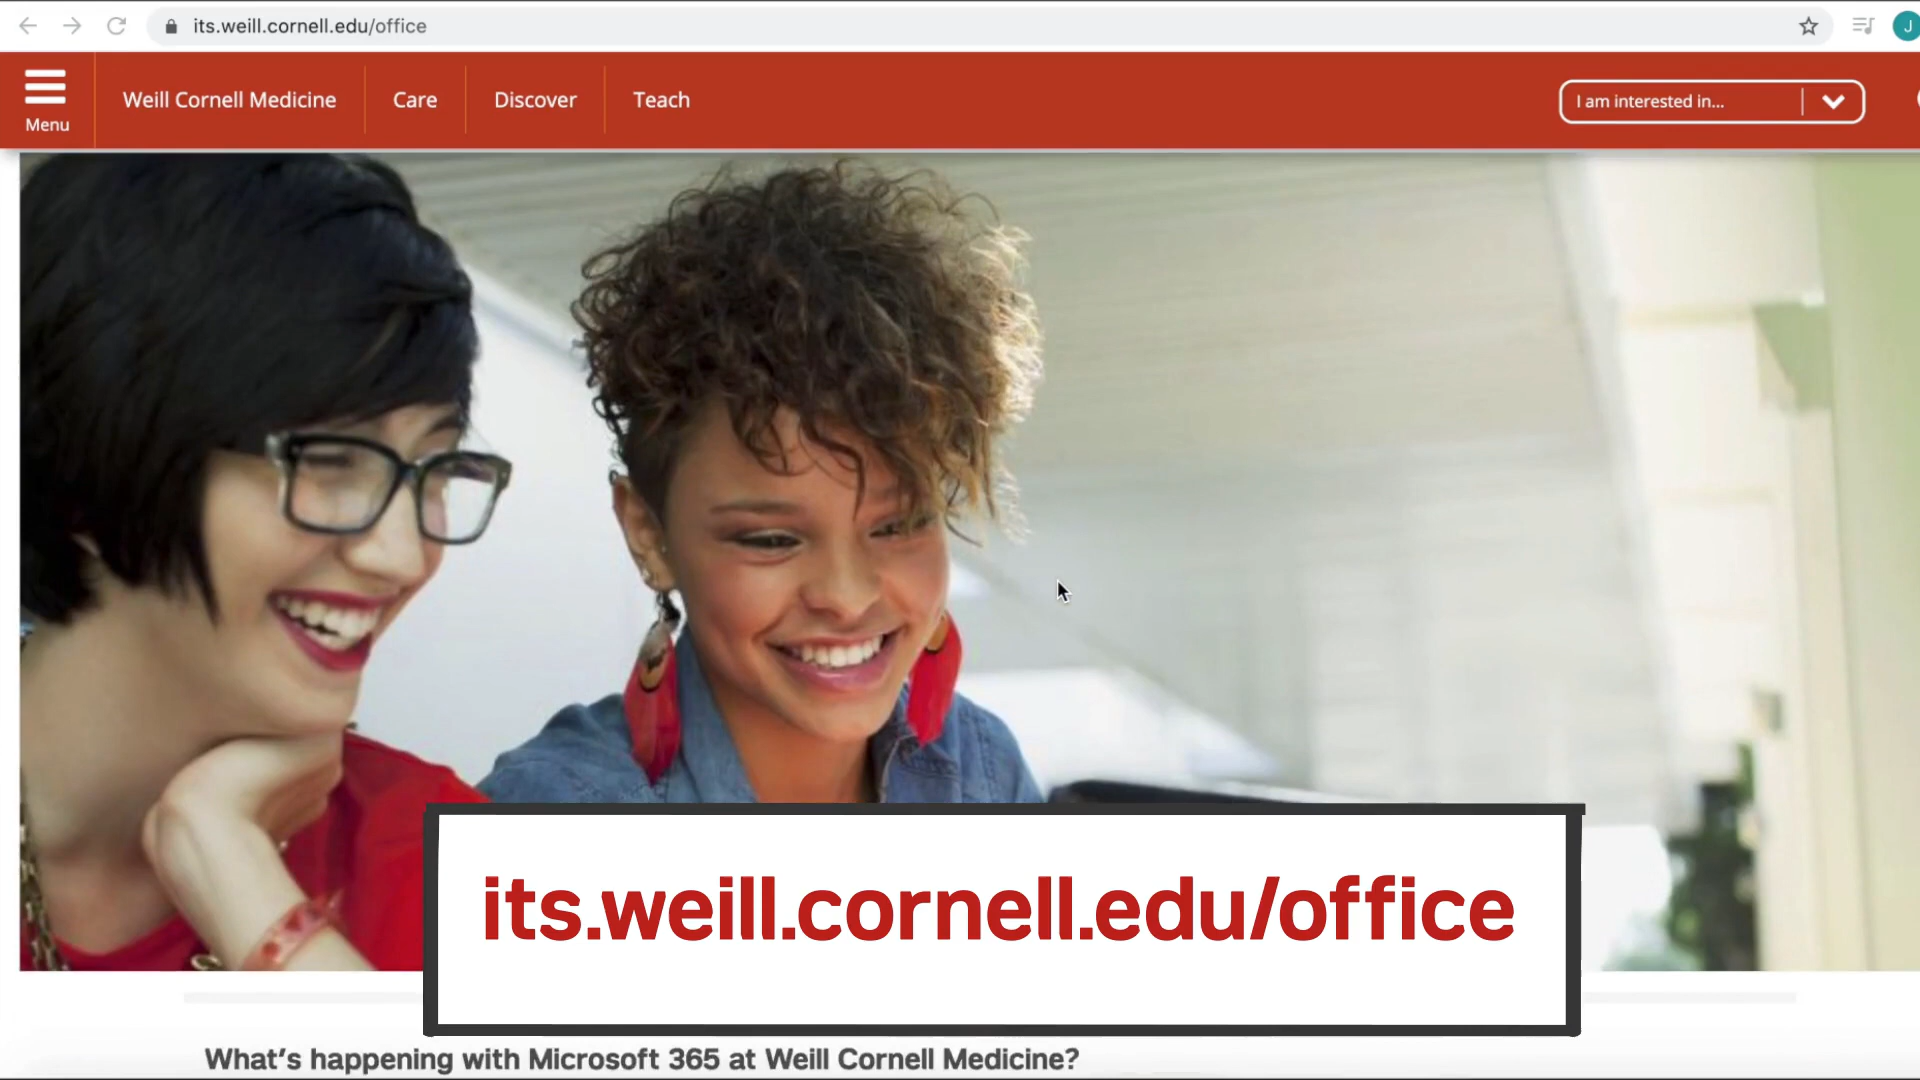 its.weill.cornell.edu/office
J
Menu
Weill Cornell Medicine
Care
Discover
Teach
I am interested in...
its.weill.cornell.edu/office
What's happening with Microsoft 365 at Weill Cornell Medicine?